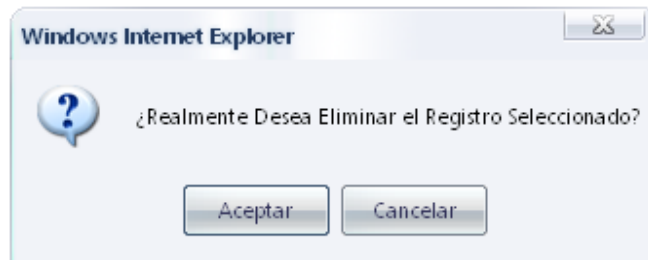 Windows Internet Explorer
¿Realmente Desea Eliminar el Registro Seleccionado?
Aceptar
Cancelar